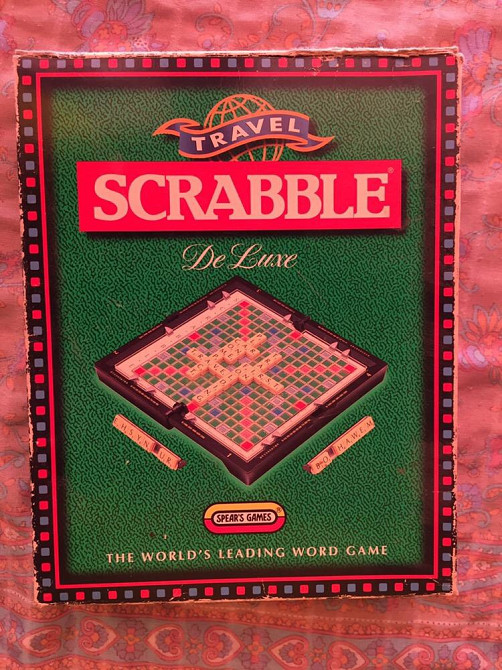 TRAVEL
SCRABBLE®
De Luxe
SPEAR'S GAMES
THE WORLD'S LEADING WORD GAME